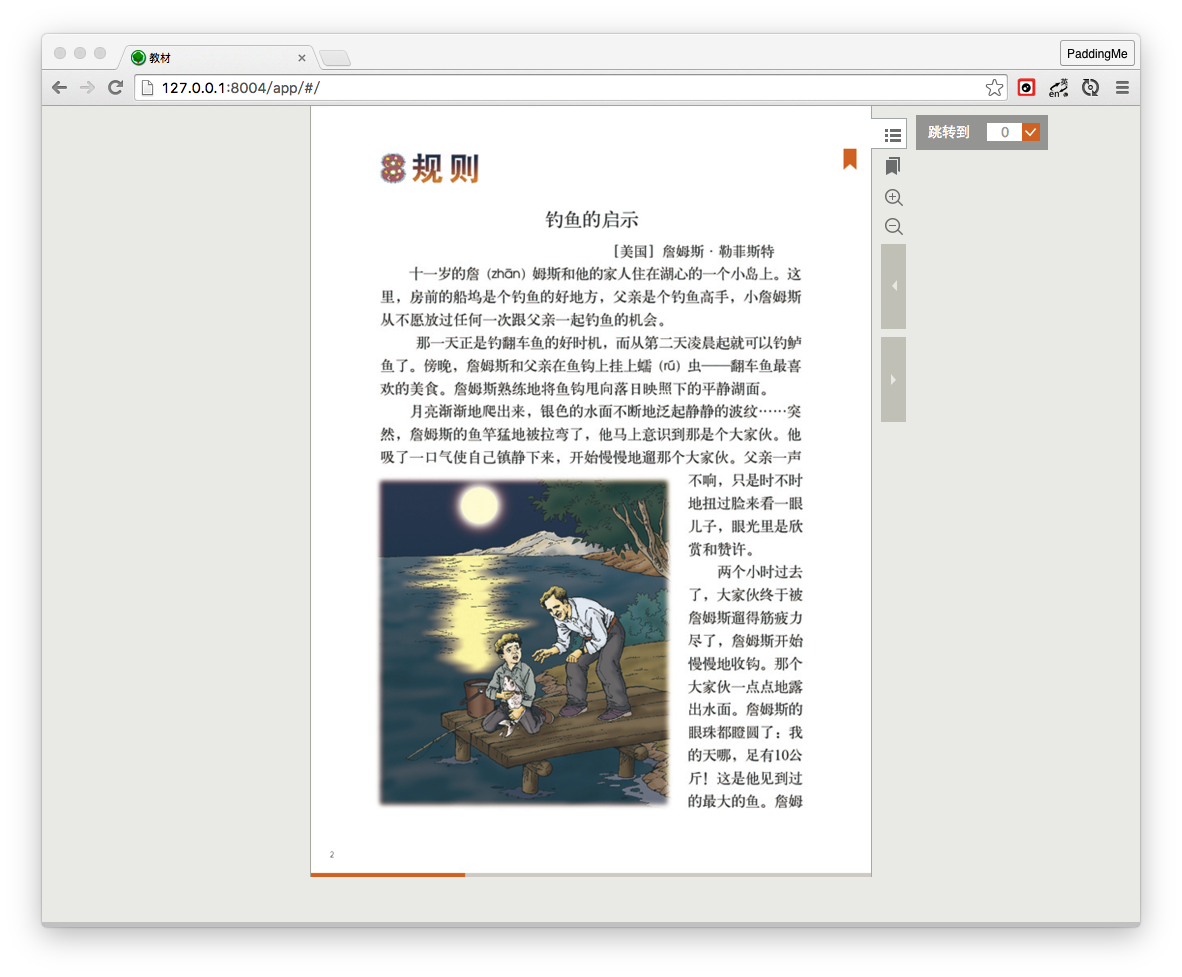 教材
PaddingMe
127.0.0.1:8004/app/#/
en英
跳转到 0
8 规则
钓鱼的启示
［美国］詹姆斯·勒菲斯特
十一岁的詹（zhān）姆斯和他的家人住在湖心的一个小岛上。这
里，房前的船坞是个钓鱼的好地方，父亲是个钓鱼高手，小詹姆斯
从不愿放过任何一次跟父亲一起钓鱼的机会。
那一天正是钓翻车鱼的好时机，而从第二天凌晨起就可以钓鲈
鱼了。傍晚，詹姆斯和父亲在鱼钩上挂上蠕（rú）虫——翻车鱼最喜
欢的美食。詹姆斯熟练地将鱼钩甩向落日映照下的平静湖面。
月亮渐渐地爬出来，银色的水面不断地泛起静静的波纹……突
然，詹姆斯的鱼竿猛地被拉弯了，他马上意识到那是个大家伙。他
吸了一口气使自己镇静下来，开始慢慢地遛那个大家伙。父亲一声
不响，只是时不时
地扭过脸来看一眼
儿子，眼光里是欣
赏和赞许。
两个小时过去
了，大家伙终于被
詹姆斯遛得筋疲力
尽了，詹姆斯开始
慢慢地收钩。那个
大家伙一点点地露
出水面。詹姆斯的
眼珠都瞪圆了：我
的天哪，足有10公
斤！这是他见到过
的最大的鱼。詹姆
2